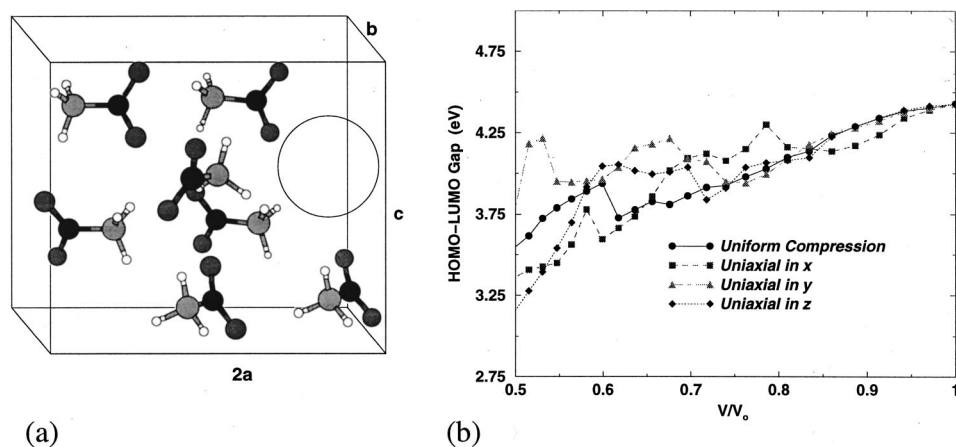 b
c
2a
(a)
HOMO–LUMO Gap (eV)
4.75
4.25
3.75
3.25
2.75
Uniform Compression
Uniaxial in x
Uniaxial in y
Uniaxial in z
0.5 0.6 0.7 0.8 0.9 1
V/Vo
(b)